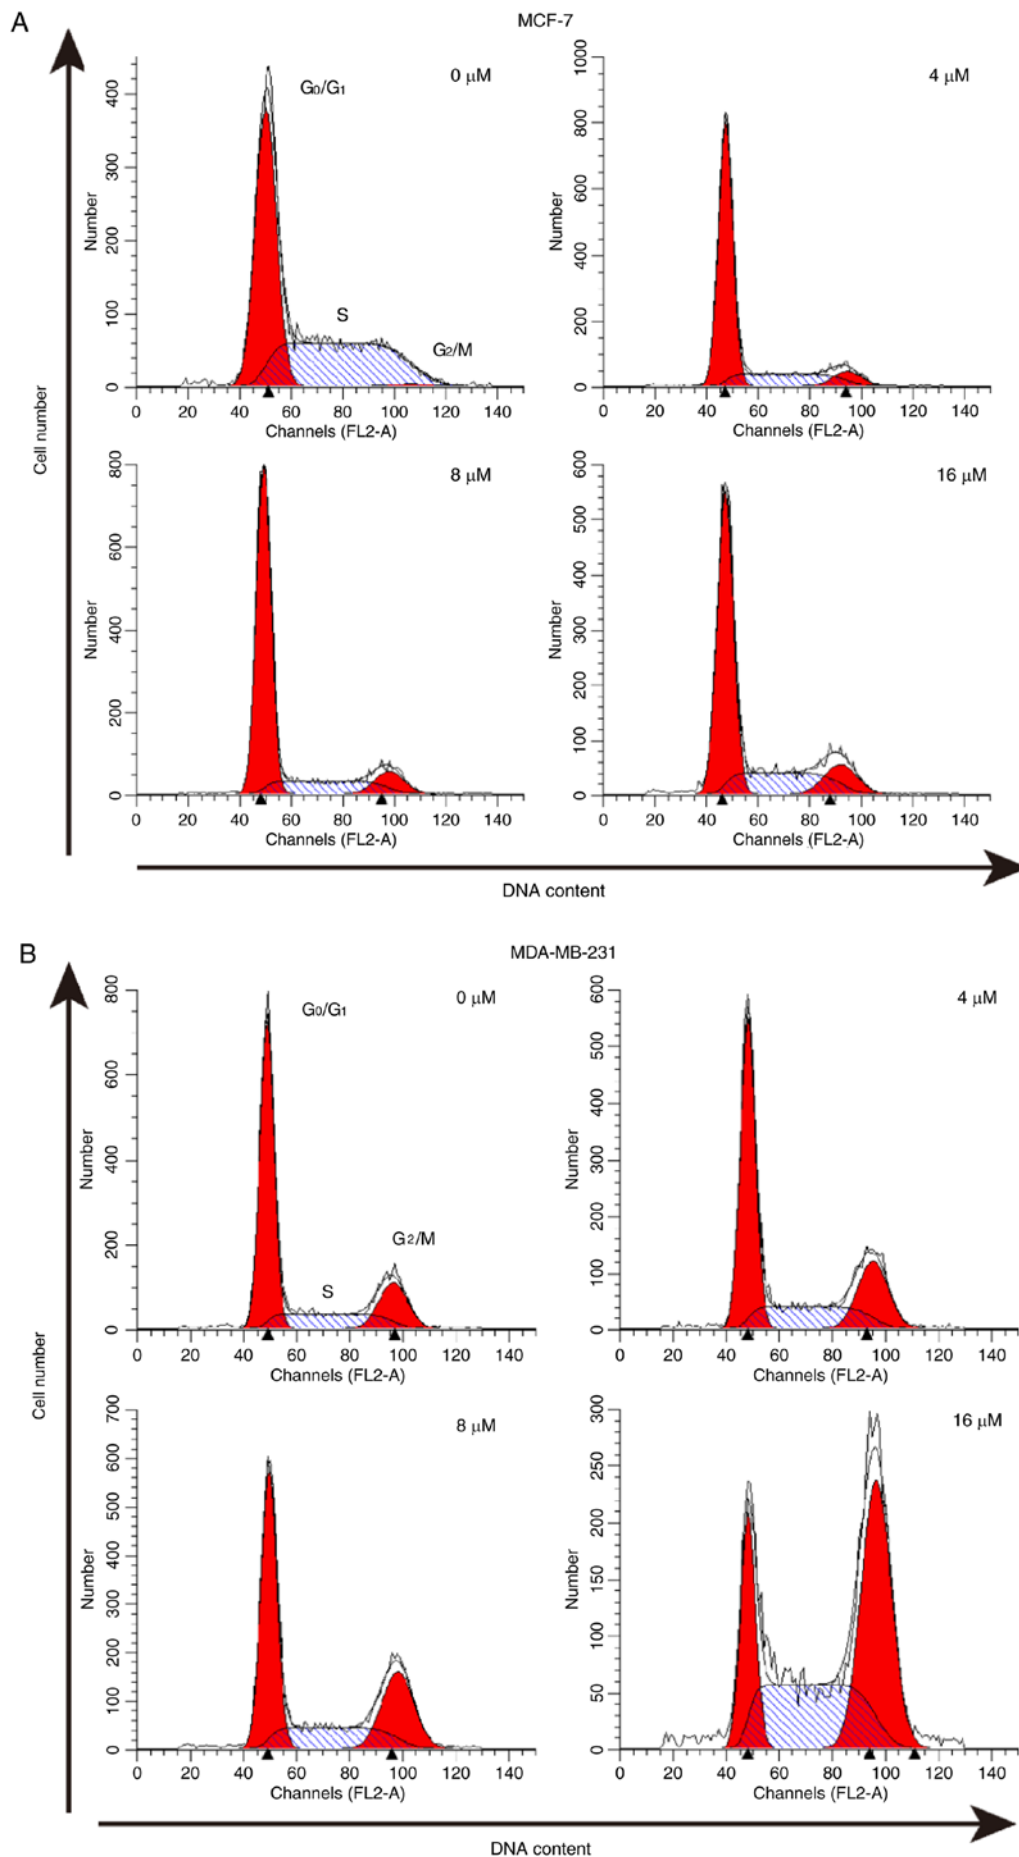 A
MCF-7
0 μM
G0/G1
S
G2/M
Number
0
100
200
300
400
0 20 40 60 80 100 120 140
Channels (FL2-A)
4 μM
Number
0
200
400
600
800
1000
0 20 40 60 80 100 120 140
Channels (FL2-A)
Cell number
8 μM
Number
0
200
400
600
800
0 20 40 60 80 100 120 140
Channels (FL2-A)
16 μM
Number
0
100
200
300
400
500
600
0 20 40 60 80 100 120 140
Channels (FL2-A)
DNA content
B
MDA-MB-231
0 μM
G0/G1
G2/M
S
Number
0
200
400
600
800
0 20 40 60 80 100 120 140
Channels (FL2-A)
4 μM
Number
0
100
200
300
400
500
600
0 20 40 60 80 100 120 140
Channels (FL2-A)
Cell number
8 μM
Number
0
100
200
300
400
500
600
700
0 20 40 60 80 100 120 140
Channels (FL2-A)
16 μM
Number
0
50
100
150
200
250
300
0 20 40 60 80 100 120 140
Channels (FL2-A)
DNA content